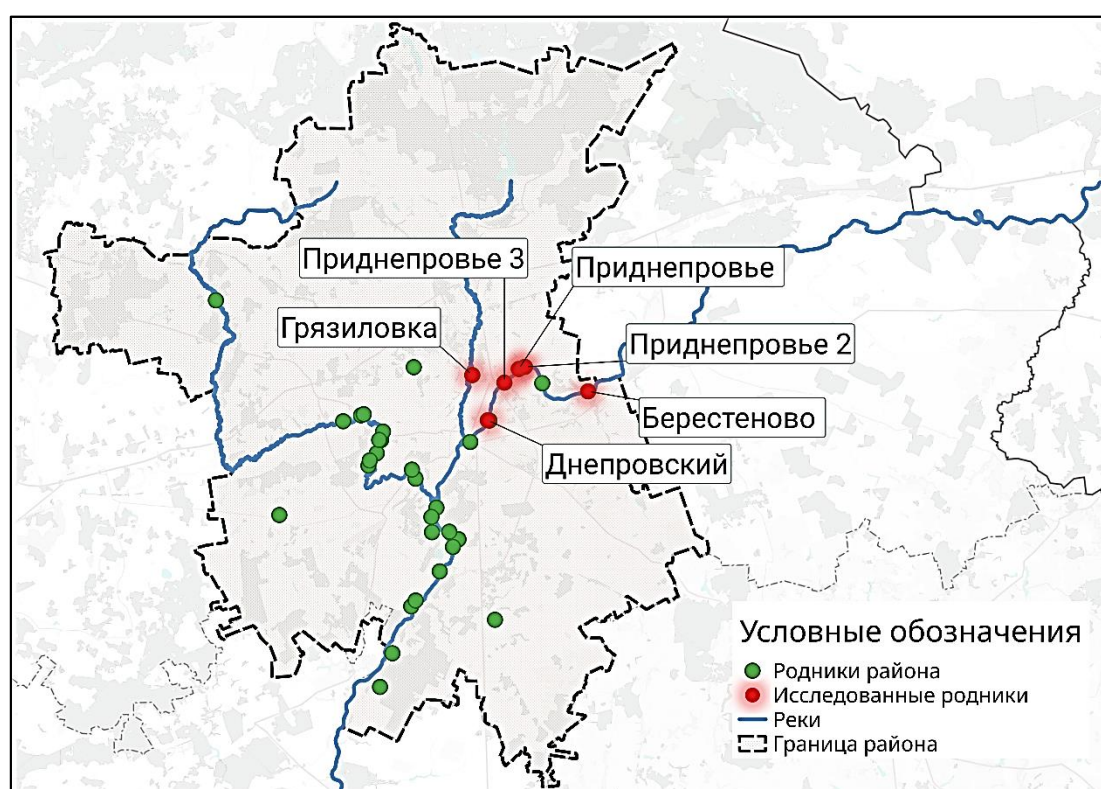 Приднепровье 3
Приднепровье
Грязиловка
Приднепровье 2
Берестеново
Днепровский
Условные обозначения
Родники района
Исследованные родники
Реки
Граница района